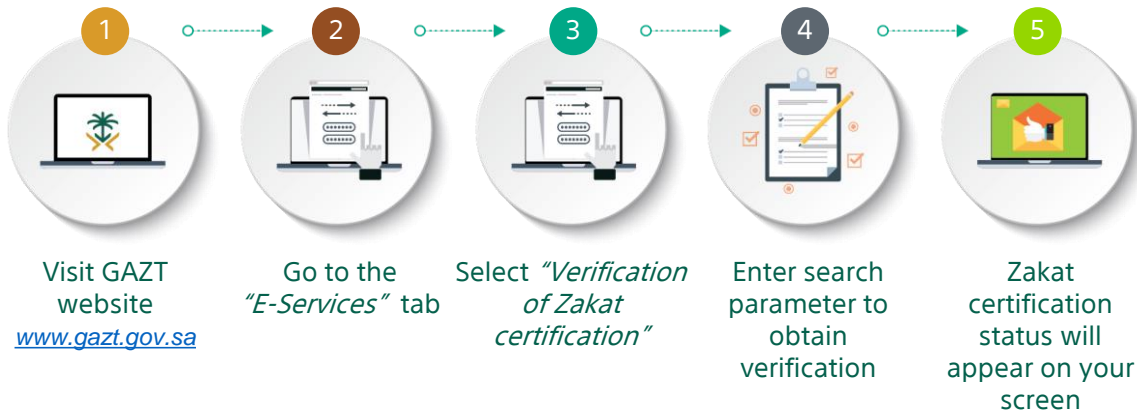 1
2
3
4
5
Visit GAZT
website
www.gazt.gov.sa
Go to the
“E-Services” tab
Select “Verification
of Zakat
certification”
Enter search
parameter to
obtain
verification
Zakat
certification
status will
appear on your
screen